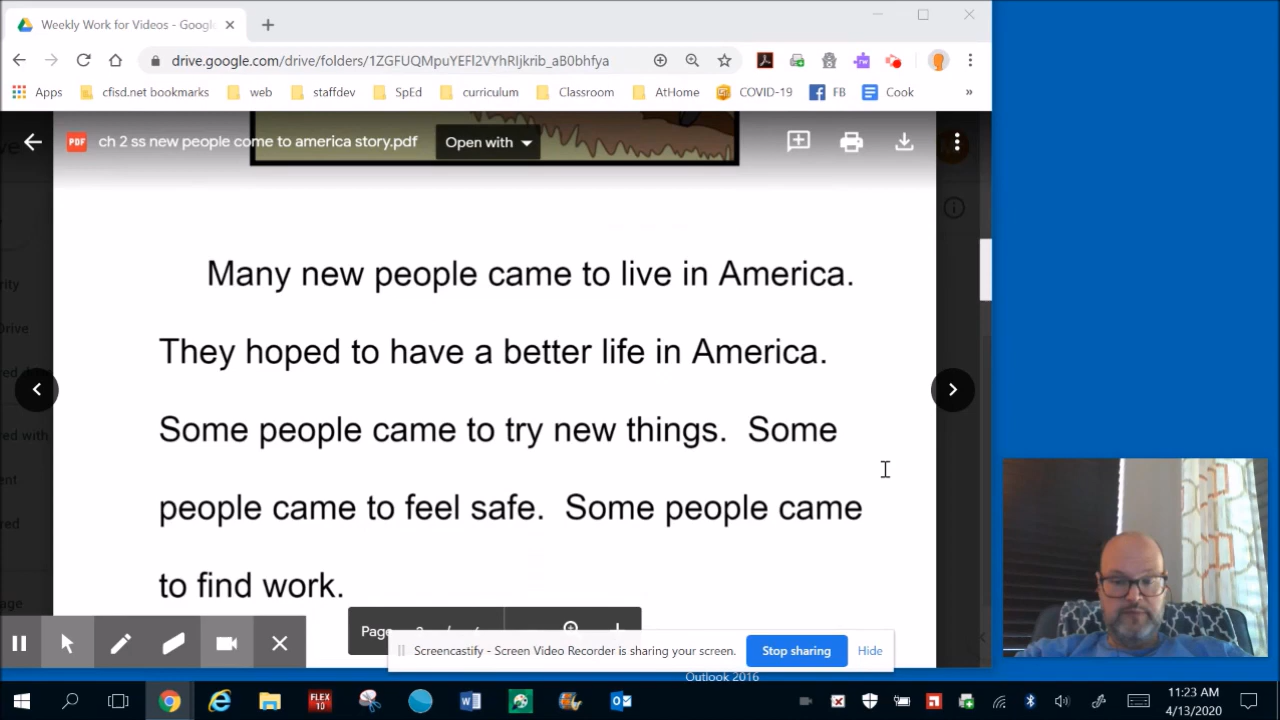 Weekly Work for Videos - Googl
drive.google.com/drive/folders/1ZGFUQMpuYEFl2VYhRIjkrib_aB0bhfya
Apps cfisd.net bookmarks web staffdev SpEd curriculum Classroom AtHome COVID-19 FB Cook »
PDF ch 2 ss new people come to america story.pdf Open with
Many new people came to live in America.
They hoped to have a better life in America.
Some people came to try new things. Some
people came to feel safe. Some people came
to find work.
Page
Screencastify - Screen Video Recorder is sharing your screen. Stop sharing Hide
Outlook 2016
FLEX 10
11:23 AM
4/13/2020